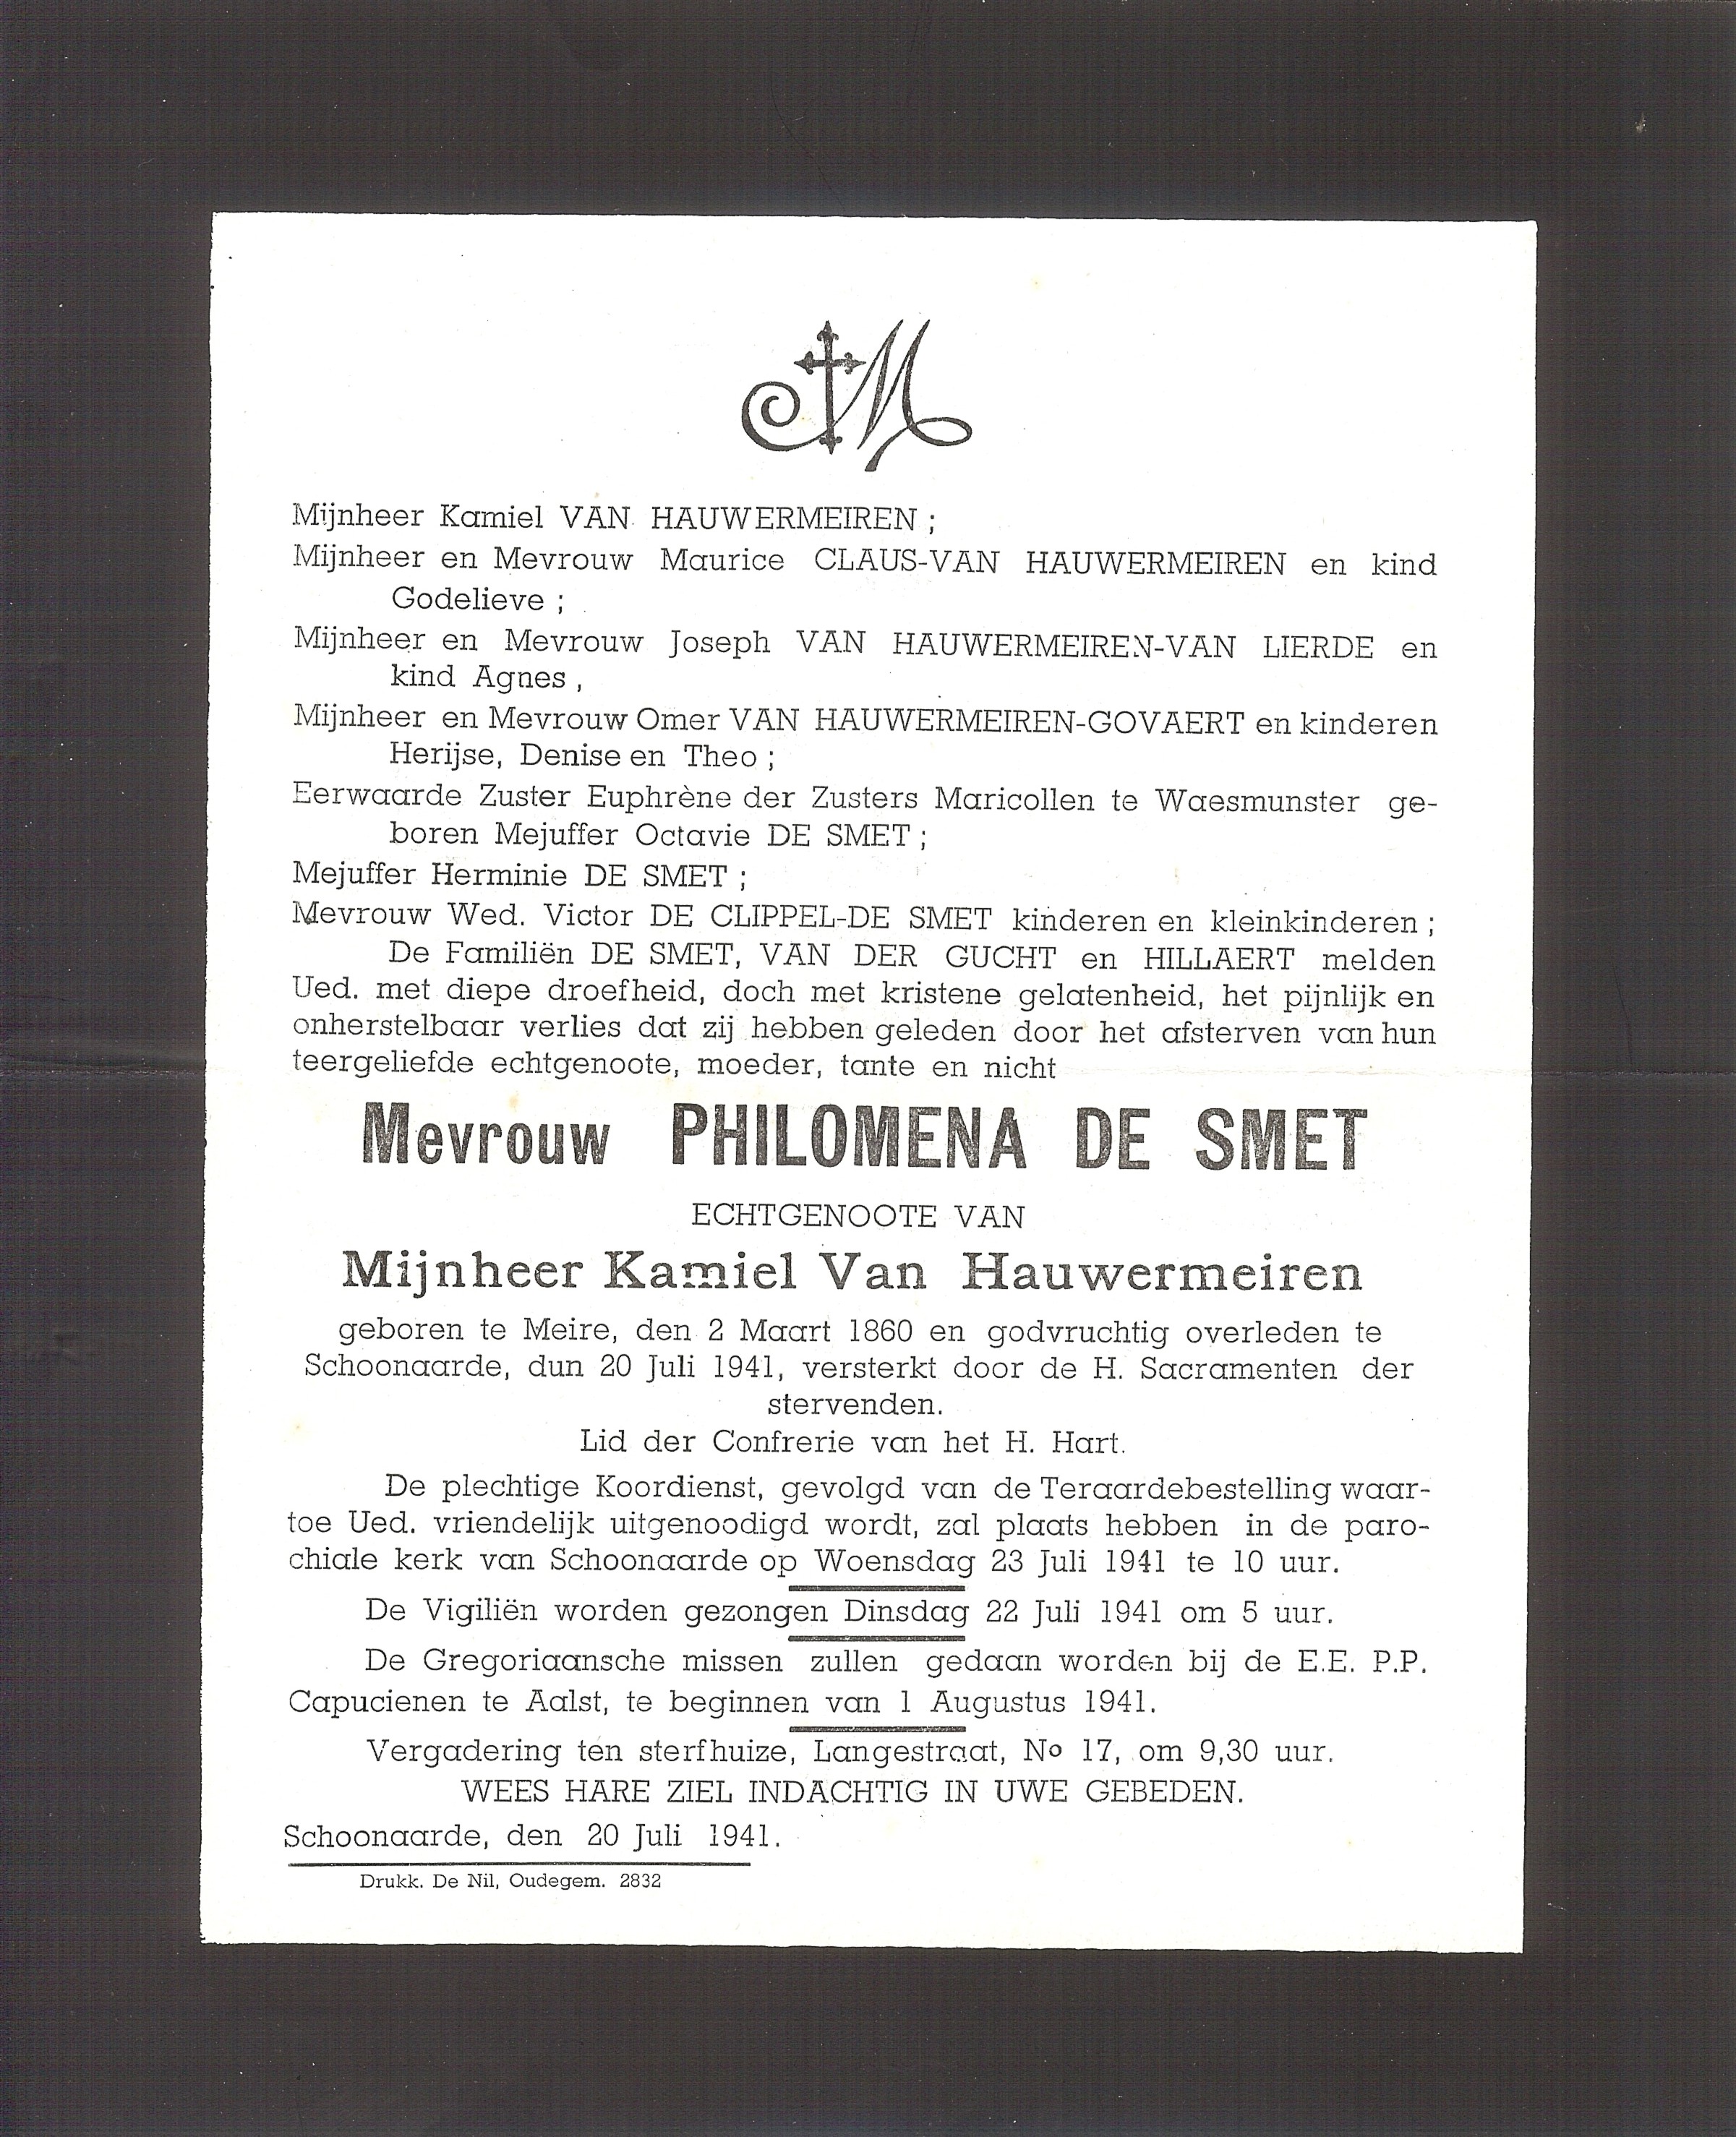 M
Mijnheer Kamiel VAN HAUWERMEIREN ;
Mijnheer en Mevrouw Maurice CLAUS-VAN HAUWERMEIREN en kind
Godelieve ;
Mijnheer en Mevrouw Joseph VAN HAUWERMEIREN-VAN LIERDE en
kind Agnes ,
Mijnheer en Mevrouw Omer VAN HAUWERMEIREN-GOVAERT en kinderen
Herijse, Denise en Theo ;
Eerwaarde Zuster Euphrène der Zusters Maricollen te Waesmunster ge-
boren Mejuffer Octavie DE SMET ;
Mejuffer Herminie DE SMET ;
Mevrouw Wed. Victor DE CLIPPEL-DE SMET kinderen en kleinkinderen ;
De Familiën DE SMET, VAN DER GUCHT en HILLAERT melden
Ued. met diepe droefheid, doch met kristene gelatenheid, het pijnlijk en
onherstelbaar verlies dat zij hebben geleden door het afsterven van hun
teergeliefde echtgenoote, moeder, tante en nicht
Mevrouw PHILOMENA DE SMET
ECHTGENOOTE VAN
Mijnheer Kamiel Van Hauwermeiren
geboren te Meire, den 2 Maart 1860 en godvruchtig overleden te
Schoonaarde, dun 20 Juli 1941, versterkt door de H. Sacramenten der
stervenden.
Lid der Confrerie van het H. Hart.
De plechtige Koordienst, gevolgd van de Teraardebestelling waar-
toe Ued. vriendelijk uitgenoodigd wordt, zal plaats hebben in de paro-
chiale kerk van Schoonaarde op Woensdag 23 Juli 1941 te 10 uur.
De Vigiliën worden gezongen Dinsdag 22 Juli 1941 om 5 uur.
De Gregoriaansche missen zullen gedaan worden bij de E.E. P.P.
Capucienen te Aalst, te beginnen van 1 Augustus 1941.
Vergadering ten sterfhuize, Langestraat, No 17, om 9,30 uur.
WEES HARE ZIEL INDACHTIG IN UWE GEBEDEN.
Schoonaarde, den 20 Juli 1941.
Drukk. De Nil, Oudegem. 2832